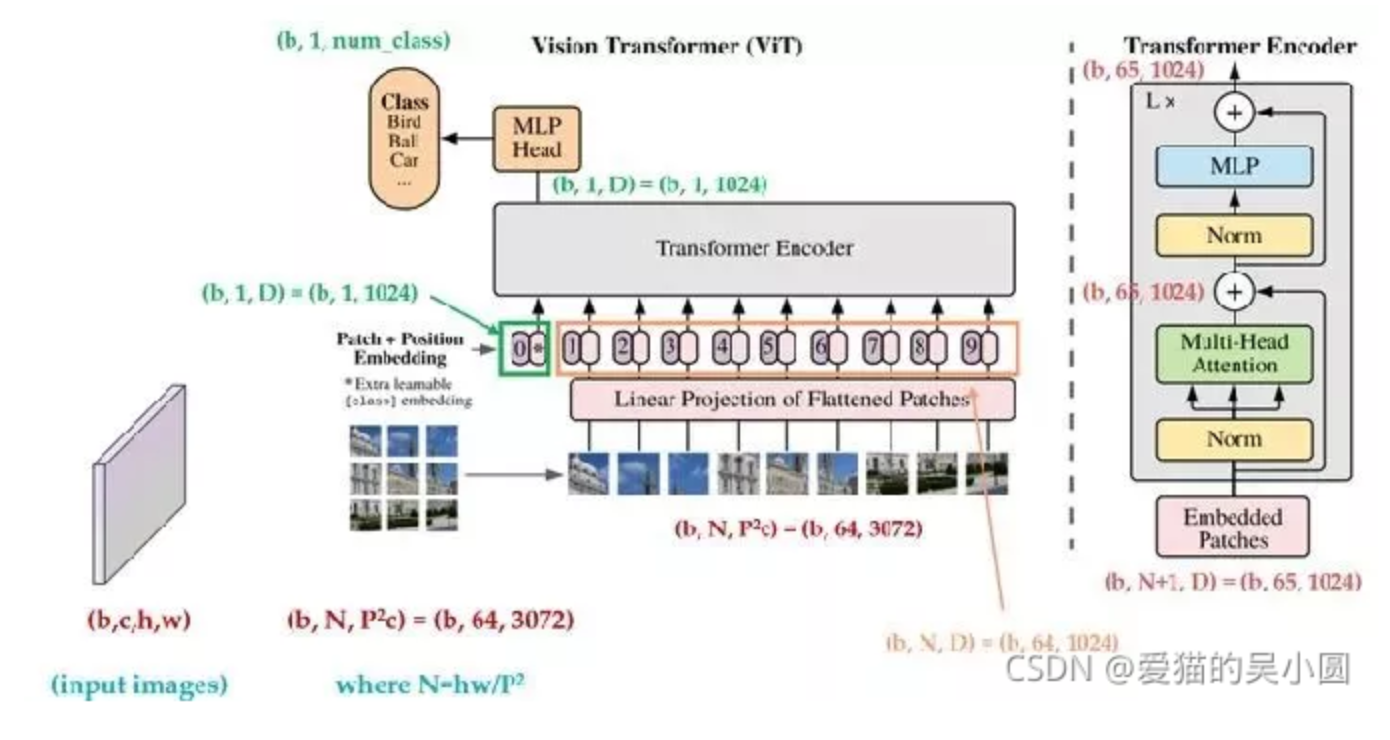 (b, 1, num_class)
Vision Transformer (ViT)
Class
Bird
Ball
Car
...
MLP
Head
(b, 1, D) = (b, 1, 1024)
Transformer Encoder
(b, 1, D) = (b, 1, 1024)
Patch + Position
Embedding
* Extra learnable
[class] embedding
0 * 1 2 3 4 5 6 7 8 9
Linear Projection of Flattened Patches
(b, N, P²c) = (b, 64, 3072)
(b,c,h,w)
(b, N, P²c) = (b, 64, 3072)
(b, N, D) = (b, 64, 1024)
(input images)
where N=hw/P²
Transformer Encoder
(b, 65, 1024)
L ×
+
MLP
Norm
(b, 65, 1024)
+
Multi-Head
Attention
Norm
Embedded
Patches
(b, N+1, D) = (b, 65, 1024)
CSDN @爱猫的吴小圆